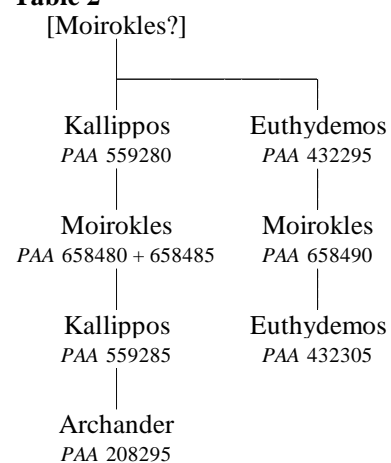 Table 2
[Moirokles?]
Kallippos Euthydemos
PAA 559280 PAA 432295
Moirokles Moirokles
PAA 658480 + 658485 PAA 658490
Kallippos Euthydemos
PAA 559285 PAA 432305
Archander
PAA 208295